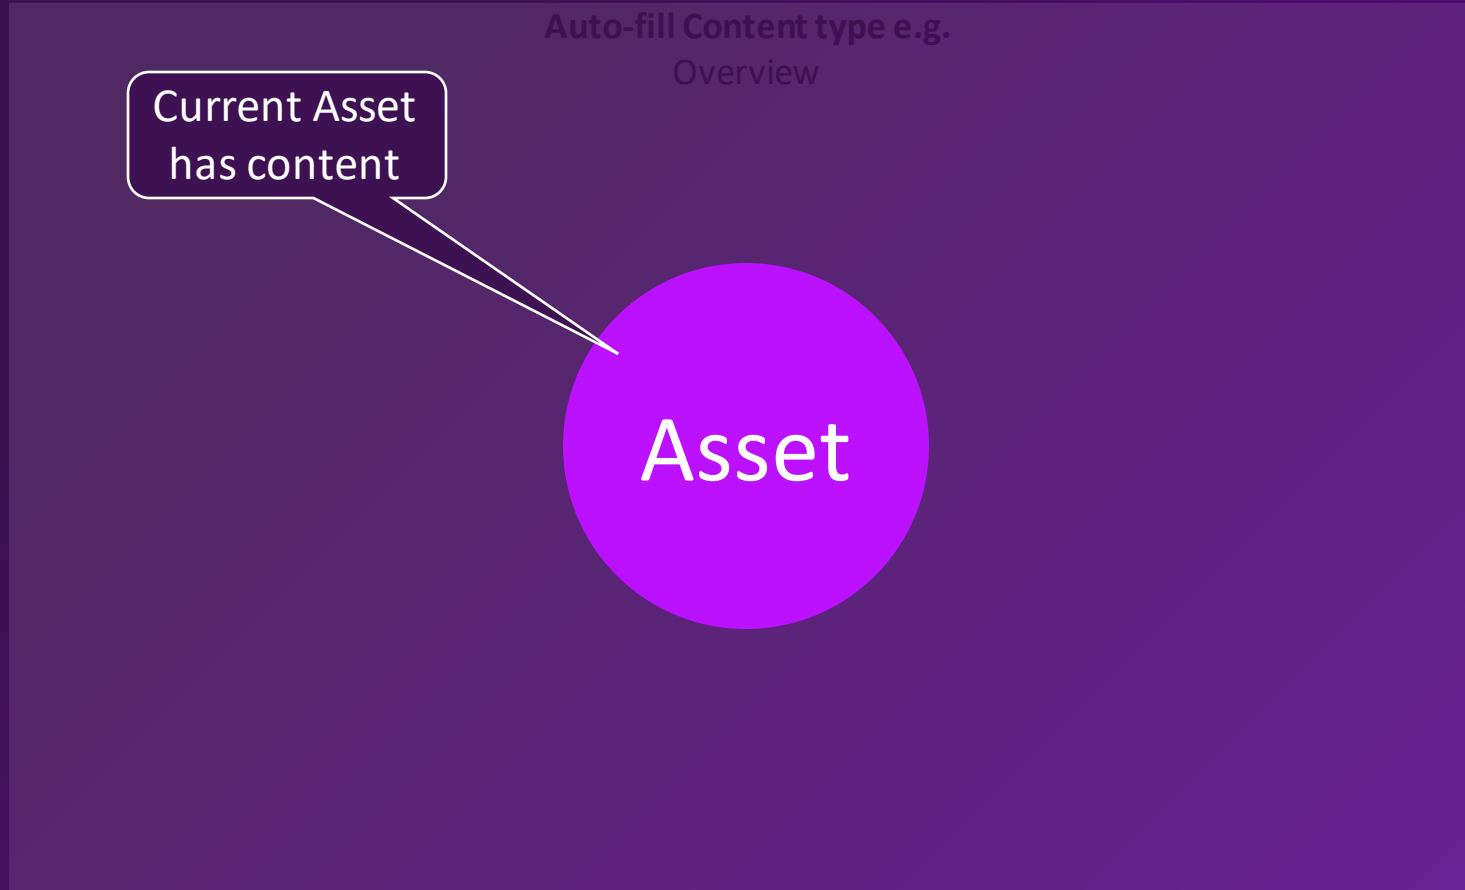 Auto-fill Content type e.g.
Overview
Current Asset
has content
Asset